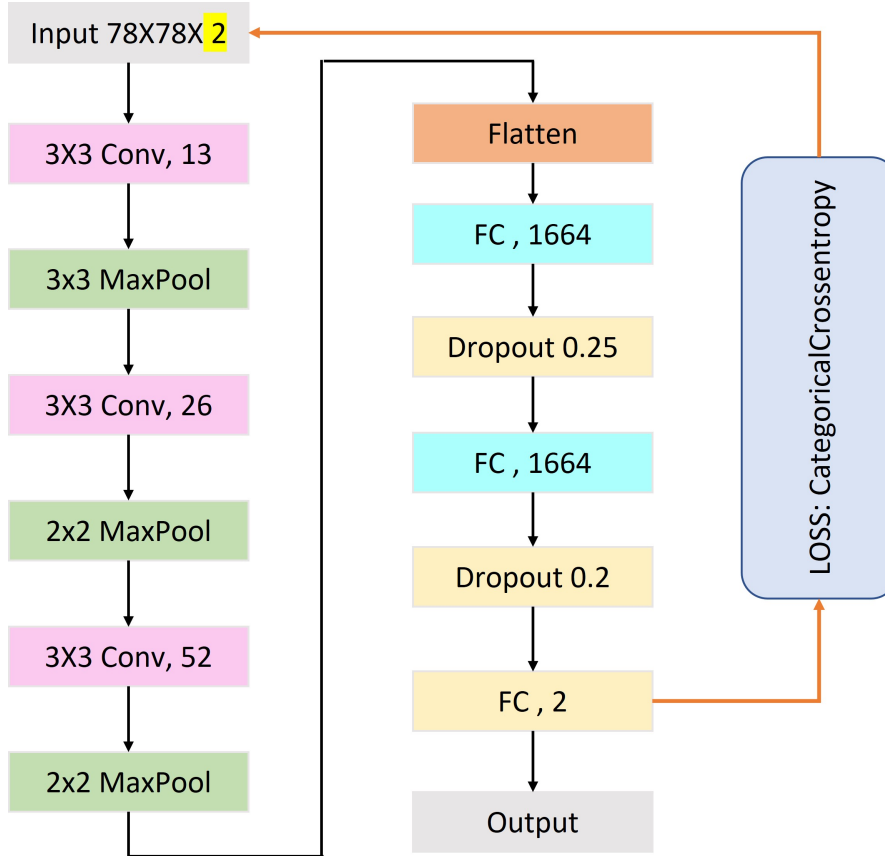 Input 78X78X 2
3X3 Conv, 13
3x3 MaxPool
3X3 Conv, 26
2x2 MaxPool
3X3 Conv, 52
2x2 MaxPool
Flatten
FC , 1664
Dropout 0.25
FC , 1664
Dropout 0.2
FC , 2
Output
LOSS: CategoricalCrossentropy